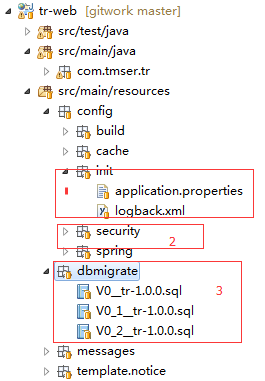 tr-web [gitwork master]
src/test/java
src/main/java
com.tmser.tr
src/main/resources
config
build
cache
init
application.properties
logback.xml
security
2
spring
dbmigrate
V0__tr-1.0.0.sql
3
V0_1__tr-1.0.0.sql
V0_2__tr-1.0.0.sql
messages
template.notice